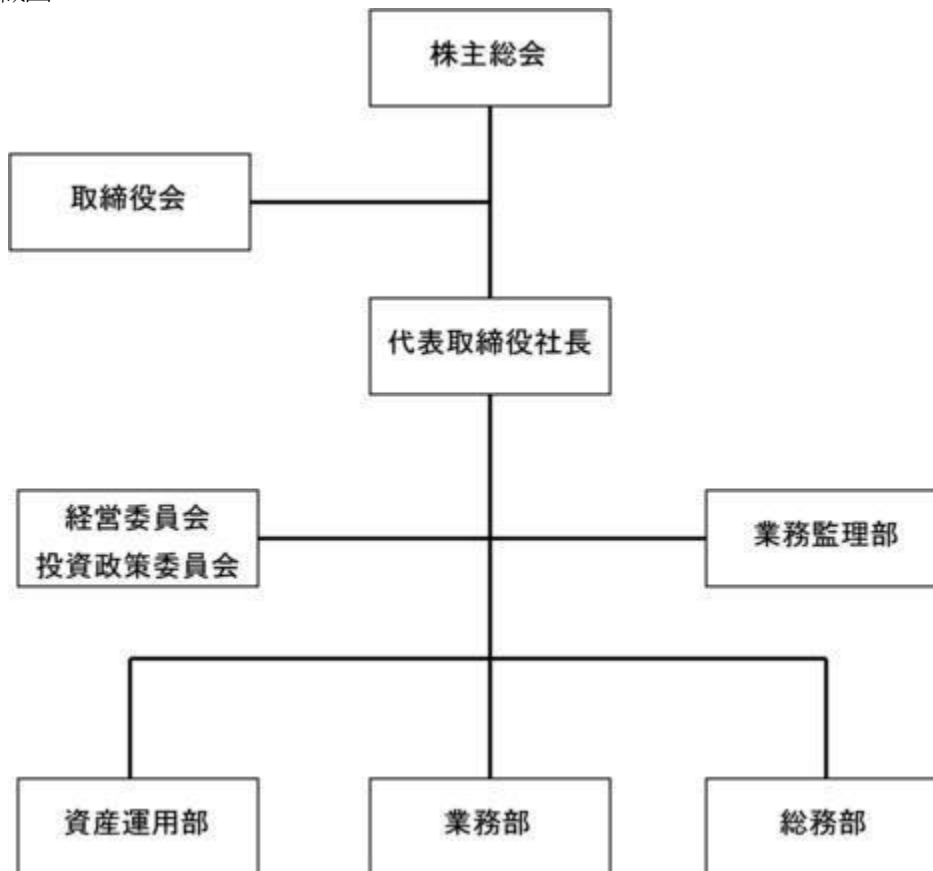 株主総会
取締役会
代表取締役社長
経営委員会
投資政策委員会
業務監理部
資産運用部
業務部
総務部